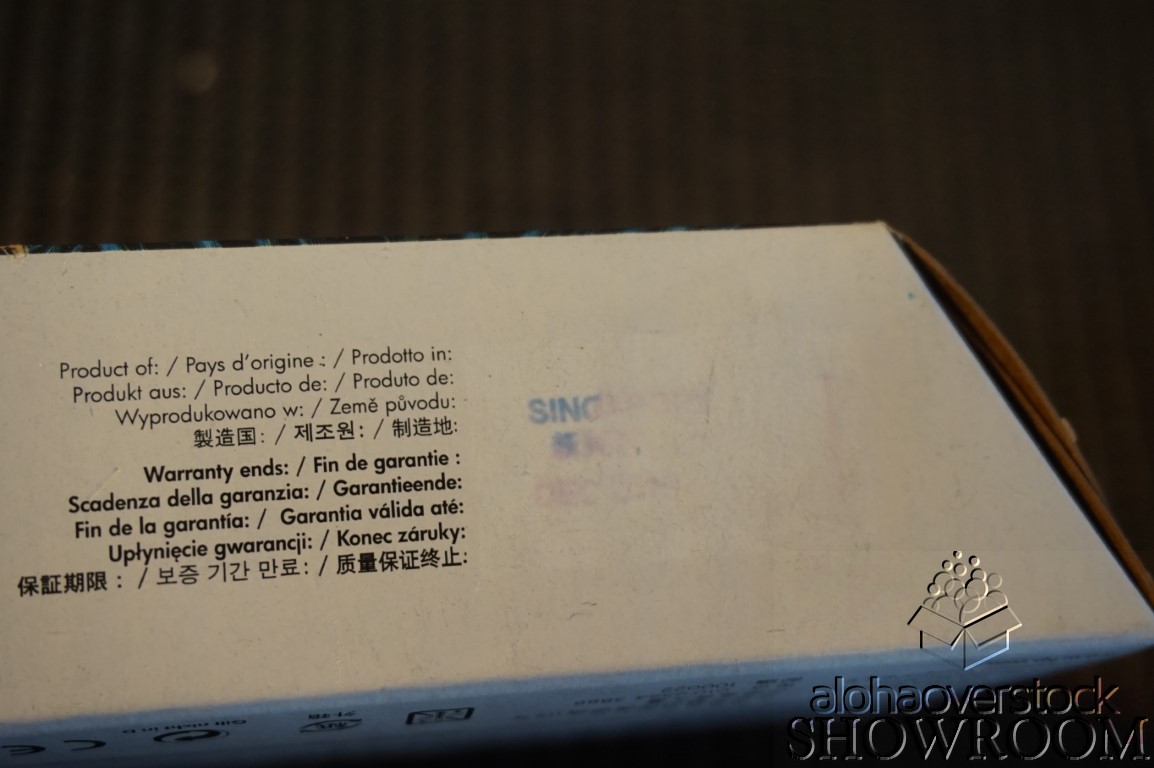 Product of: / Pays d'origine : / Prodotto in:
Produkt aus: / Producto de: / Produto de:
Wyprodukowano w: / Země původu:
製造国: / 제조원: / 制造地:
Warranty ends: / Fin de garantie :
Scadenza della garanzia: / Garantieende:
Fin de la garantía: / Garantia válida até:
Upłynięcie gwarancji: / Konec záruky:
保証期限 : / 보증 기간 만료: / 质量保证终止:
alohaoverstock
SHOWROOM